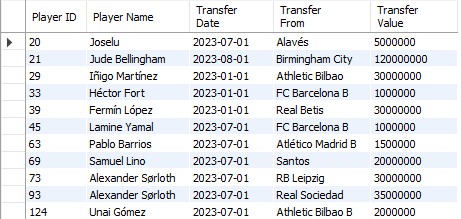 Player ID Player Name Transfer Date Transfer From Transfer Value
20 Joselu 2023-07-01 Alavés 5000000
21 Jude Bellingham 2023-08-01 Birmingham City 120000000
29 Iñigo Martínez 2023-01-01 Athletic Bilbao 30000000
33 Héctor Fort 2023-01-01 FC Barcelona B 1000000
39 Fermín López 2023-01-01 Real Betis 30000000
45 Lamine Yamal 2023-07-01 FC Barcelona B 1000000
63 Pablo Barrios 2023-07-01 Atlético Madrid B 1500000
69 Samuel Lino 2023-07-01 Santos 20000000
73 Alexander Sørloth 2023-07-01 RB Leipzig 30000000
93 Alexander Sørloth 2023-07-01 Real Sociedad 35000000
124 Unai Gómez 2023-07-01 Athletic Bilbao B 2000000